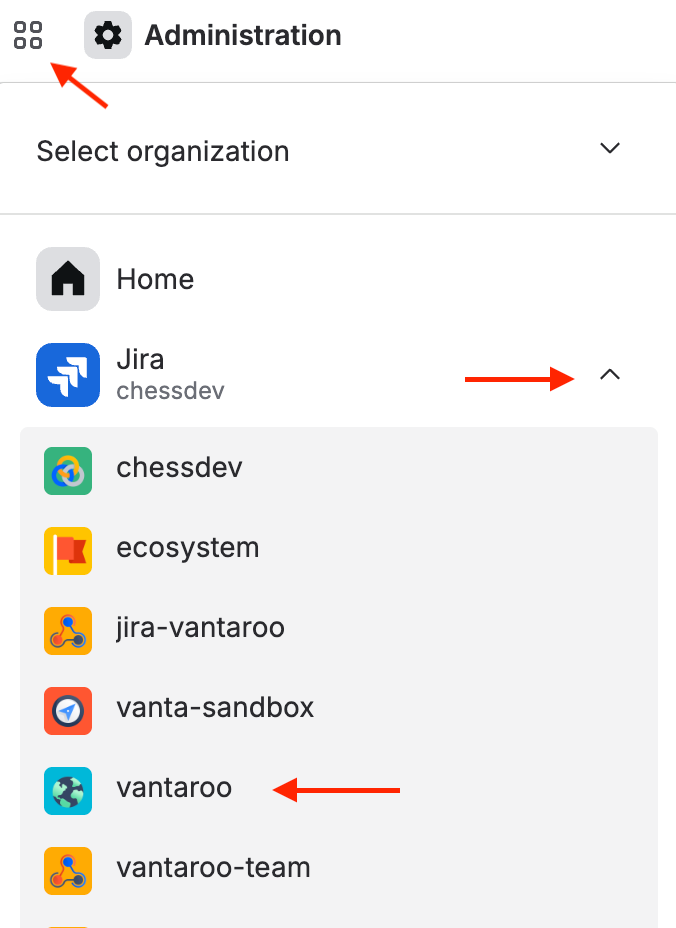 Administration
Select organization
Home
Jira
chessdev
chessdev
ecosystem
jira-vantaroo
vanta-sandbox
vantaroo
vantaroo-team